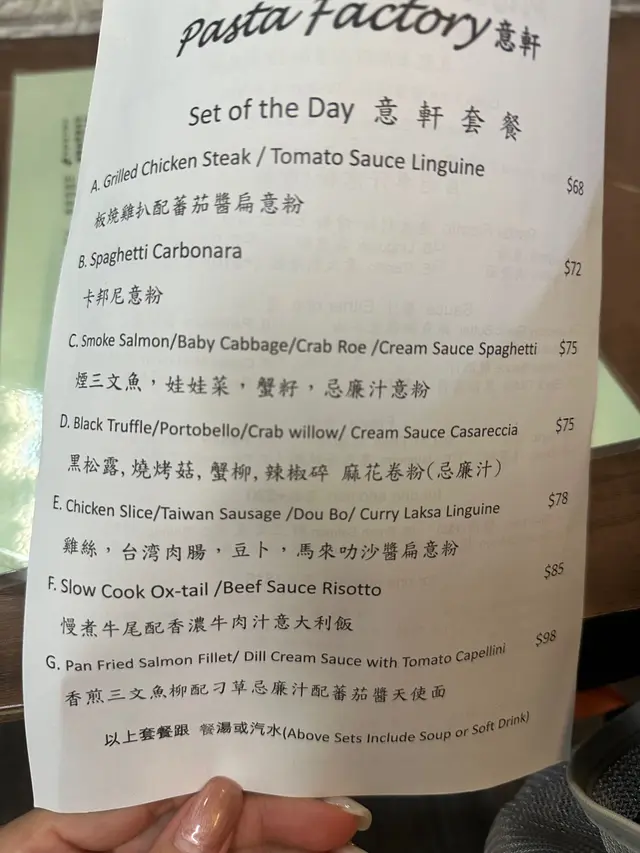 Pasta Factory 意軒
Set of the Day 意軒套餐
A. Grilled Chicken Steak / Tomato Sauce Linguine $68
板燒雞扒配蕃茄醬扁意粉
B. Spaghetti Carbonara $72
卡邦尼意粉
C. Smoke Salmon/Baby Cabbage/Crab Roe /Cream Sauce Spaghetti $75
煙三文魚，娃娃菜，蟹籽，忌廉汁意粉
D. Black Truffle/Portobello/Crab willow/ Cream Sauce Casareccia $75
黑松露, 燒烤菇, 蟹柳, 辣椒碎 麻花卷粉(忌廉汁)
E. Chicken Slice/Taiwan Sausage /Dou Bo/ Curry Laksa Linguine $78
雞絲，台湾肉腸，豆卜，馬來叻沙醬扁意粉
F. Slow Cook Ox-tail /Beef Sauce Risotto $85
慢煮牛尾配香濃牛肉汁意大利飯
G. Pan Fried Salmon Fillet/ Dill Cream Sauce with Tomato Capellini $98
香煎三文魚柳配刁草忌廉汁配蕃茄醬天使面
以上套餐跟 餐湯或汽水(Above Sets Include Soup or Soft Drink)